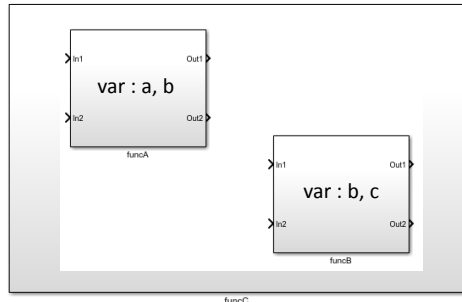 In1
Out1
var : a, b
In2
Out2
funcA
In1
Out1
var : b, c
In2
Out2
funcB
funcC